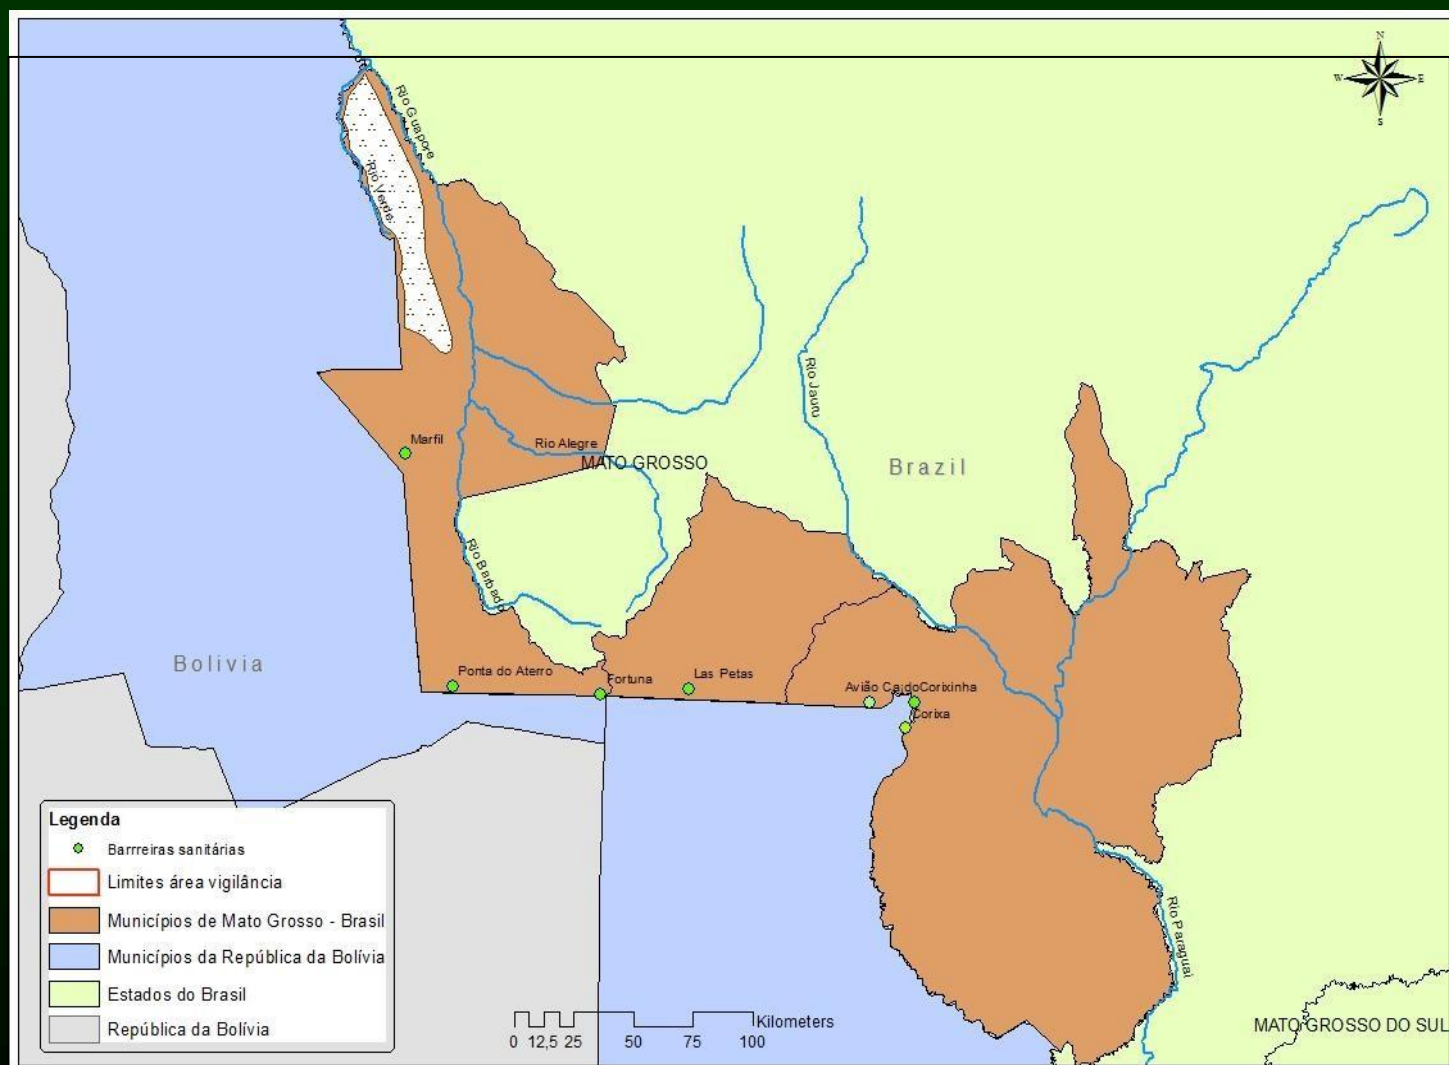 N
W E
S
Rio Guapore
Rio Verde
Rio Jauru
Marfil
Rio Alegre
MATO GROSSO
Brazil
Rio Barbado
Bolivia
Ponta do Aterro
Fortuna
Las Petas
Avião Caido
Corixinha
Corixa
Rio Paraguai
MATO GROSSO DO SUL
Legenda
Barrreiras sanitárias
Limites área vigilância
Municípios de Mato Grosso - Brasil
Municípios da República da Bolívia
Estados do Brasil
República da Bolívia
Kilometers
0 12,5 25 50 75 100